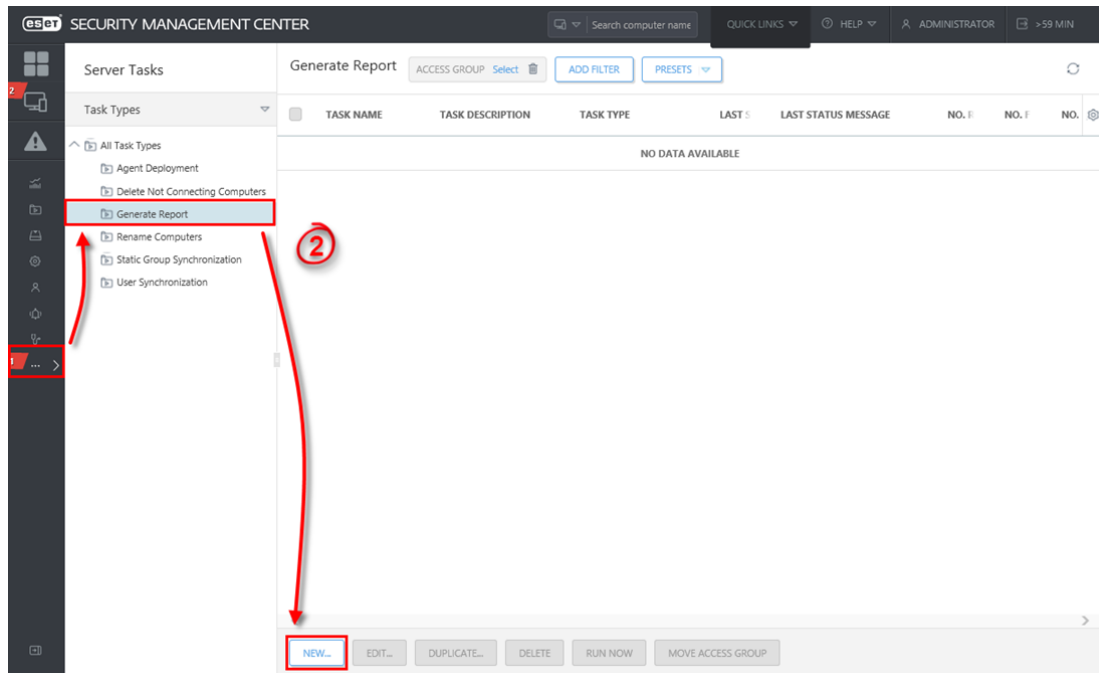 eset SECURITY MANAGEMENT CENTER
Search computer name
QUICK LINKS
HELP
ADMINISTRATOR
>59 MIN
Server Tasks
Generate Report
ACCESS GROUP Select
ADD FILTER
PRESETS
2
Task Types
TASK NAME TASK DESCRIPTION TASK TYPE LAST LAST STATUS MESSAGE NO. NO. NO.
NO DATA AVAILABLE
All Task Types
Agent Deployment
Delete Not Connecting Computers
Generate Report
Rename Computers
Static Group Synchronization
User Synchronization
2
...
NEW... EDIT... DUPLICATE... DELETE RUN NOW MOVE ACCESS GROUP